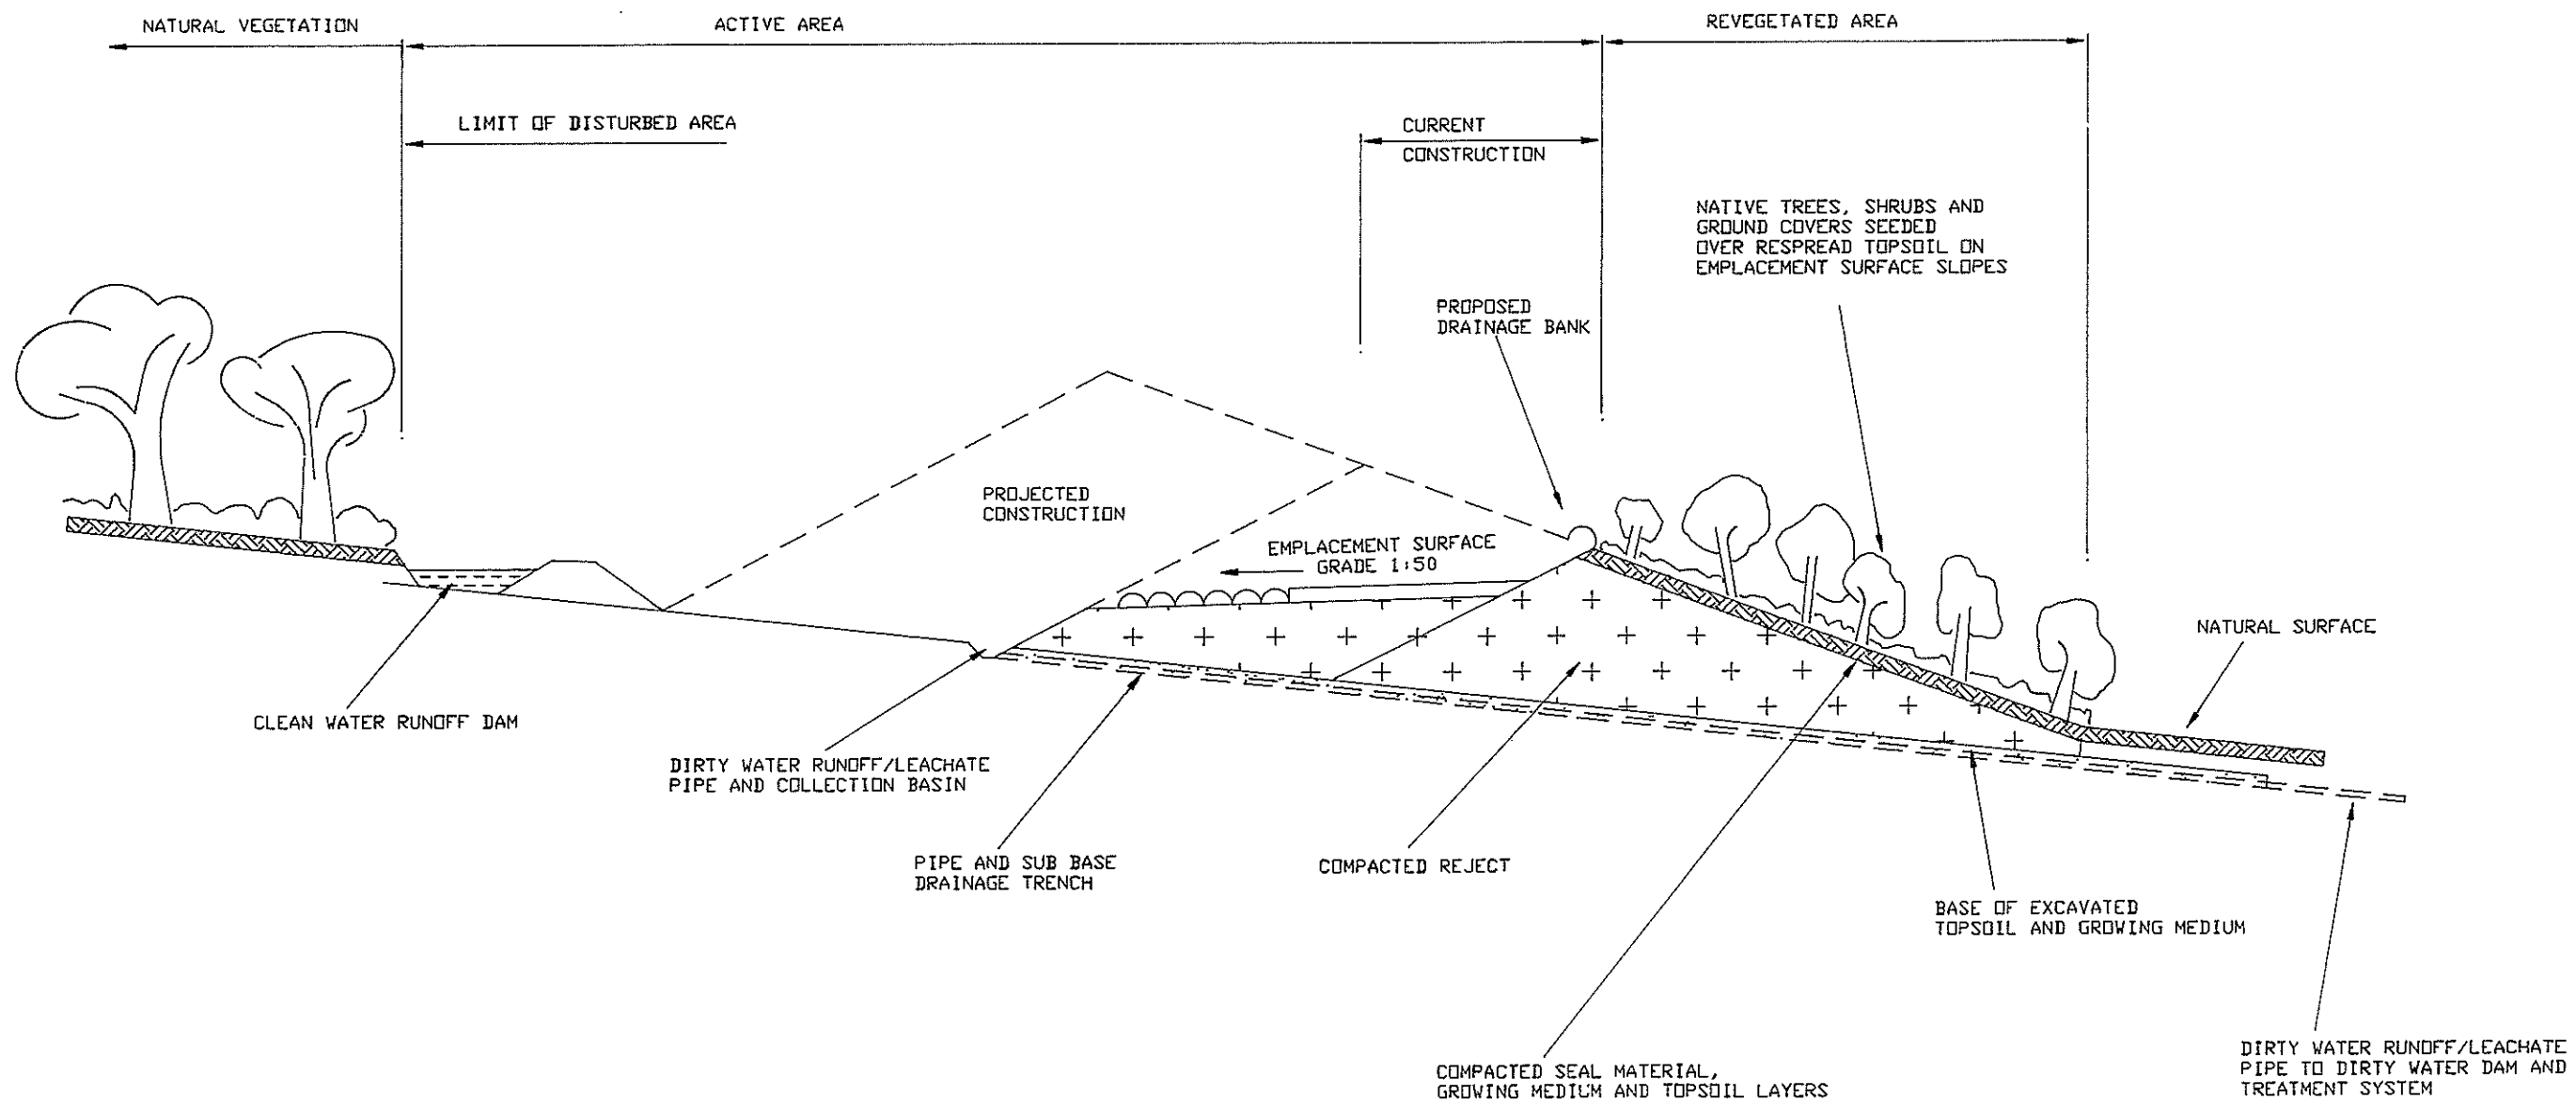 NATURAL VEGETATION
ACTIVE AREA
REVEGETATED AREA
LIMIT OF DISTURBED AREA
CURRENT
CONSTRUCTION
NATIVE TREES, SHRUBS AND
GROUND COVERS SEEDED
OVER RESPREAD TOPSOIL ON
EMPLACEMENT SURFACE SLOPES
PROPOSED
DRAINAGE BANK
PROJECTED
CONSTRUCTION
EMPLACEMENT SURFACE
GRADE 1:50
NATURAL SURFACE
CLEAN WATER RUNOFF DAM
DIRTY WATER RUNOFF/LEACHATE
PIPE AND COLLECTION BASIN
PIPE AND SUB BASE
DRAINAGE TRENCH
COMPACTED REJECT
BASE OF EXCAVATED
TOPSOIL AND GROWING MEDIUM
COMPACTED SEAL MATERIAL,
GROWING MEDIUM AND TOPSOIL LAYERS
DIRTY WATER RUNOFF/LEACHATE
PIPE TO DIRTY WATER DAM AND
TREATMENT SYSTEM